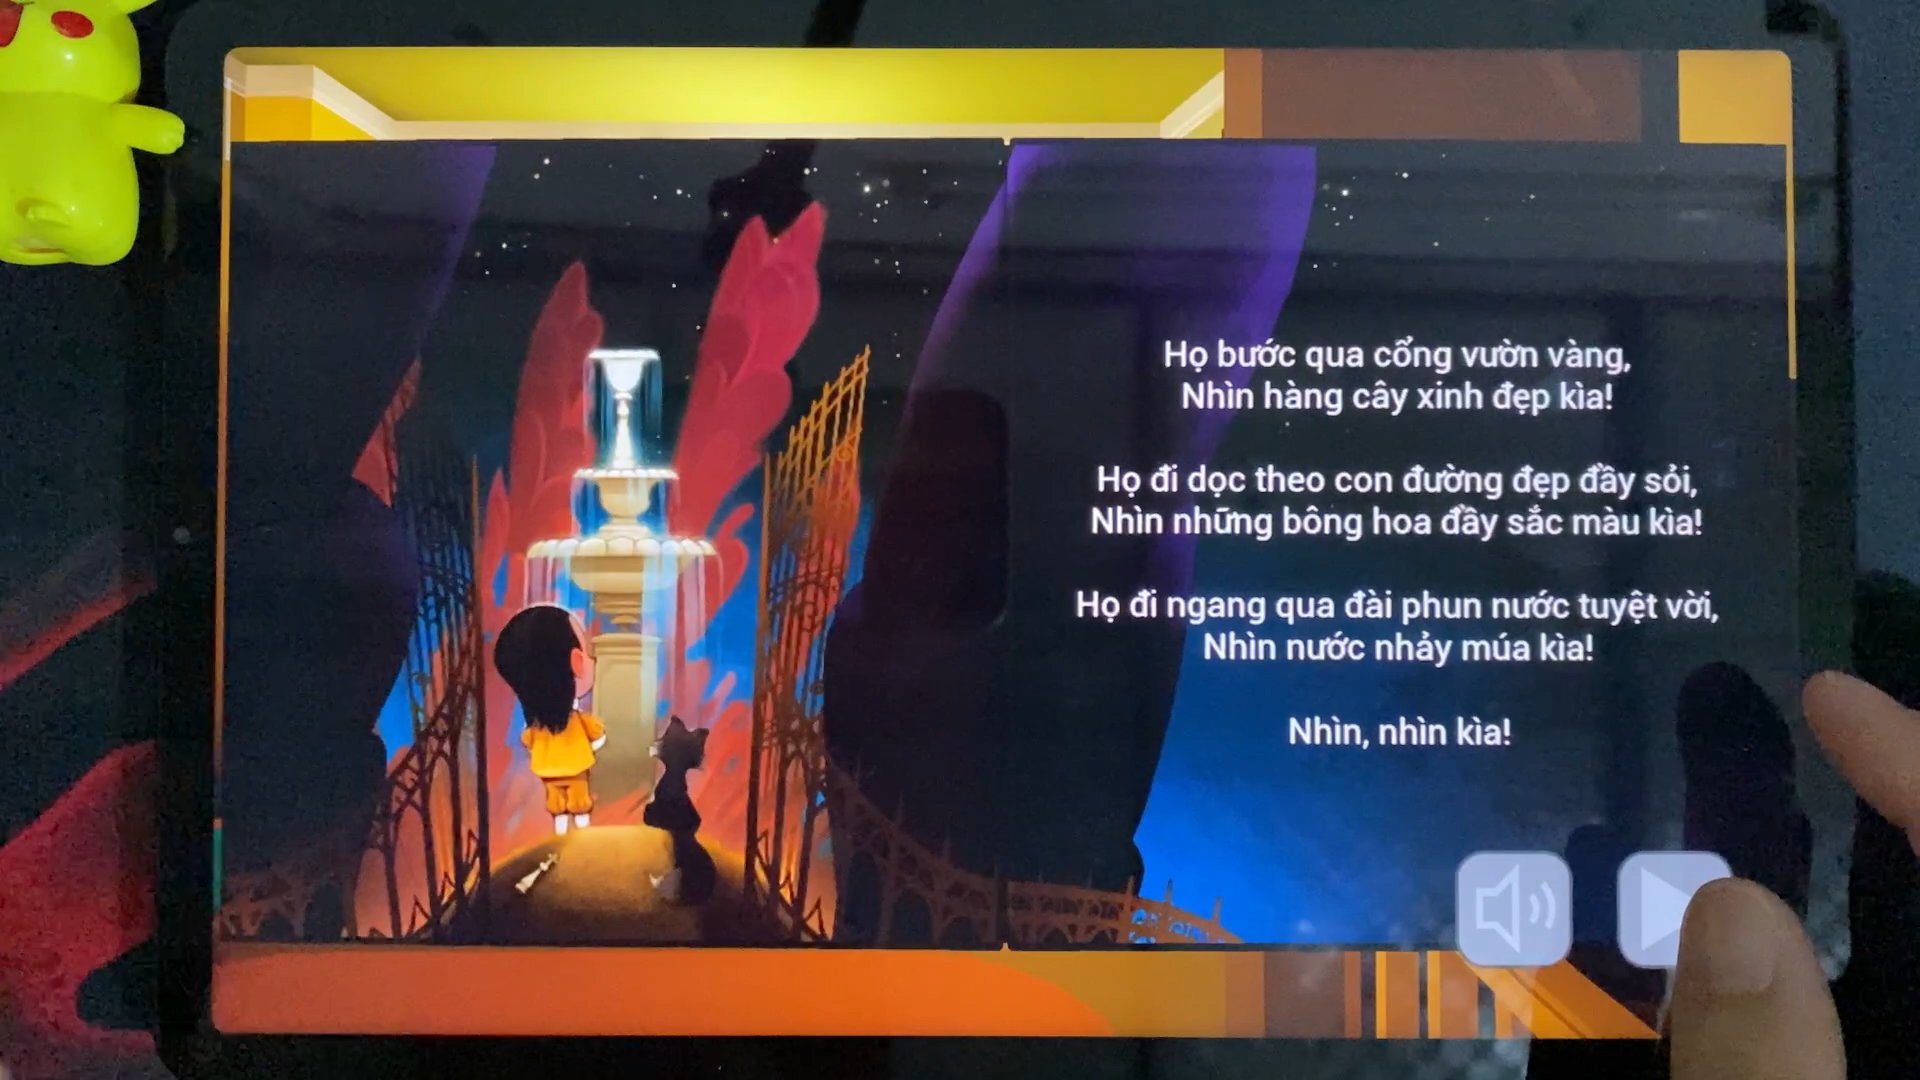 Họ bước qua cổng vườn vàng,
Nhìn hàng cây xinh đẹp kìa!
Họ đi dọc theo con đường đẹp đầy sỏi,
Nhìn những bông hoa đầy sắc màu kìa!
Họ đi ngang qua đài phun nước tuyệt vời,
Nhìn nước nhảy múa kìa!
Nhìn, nhìn kìa!